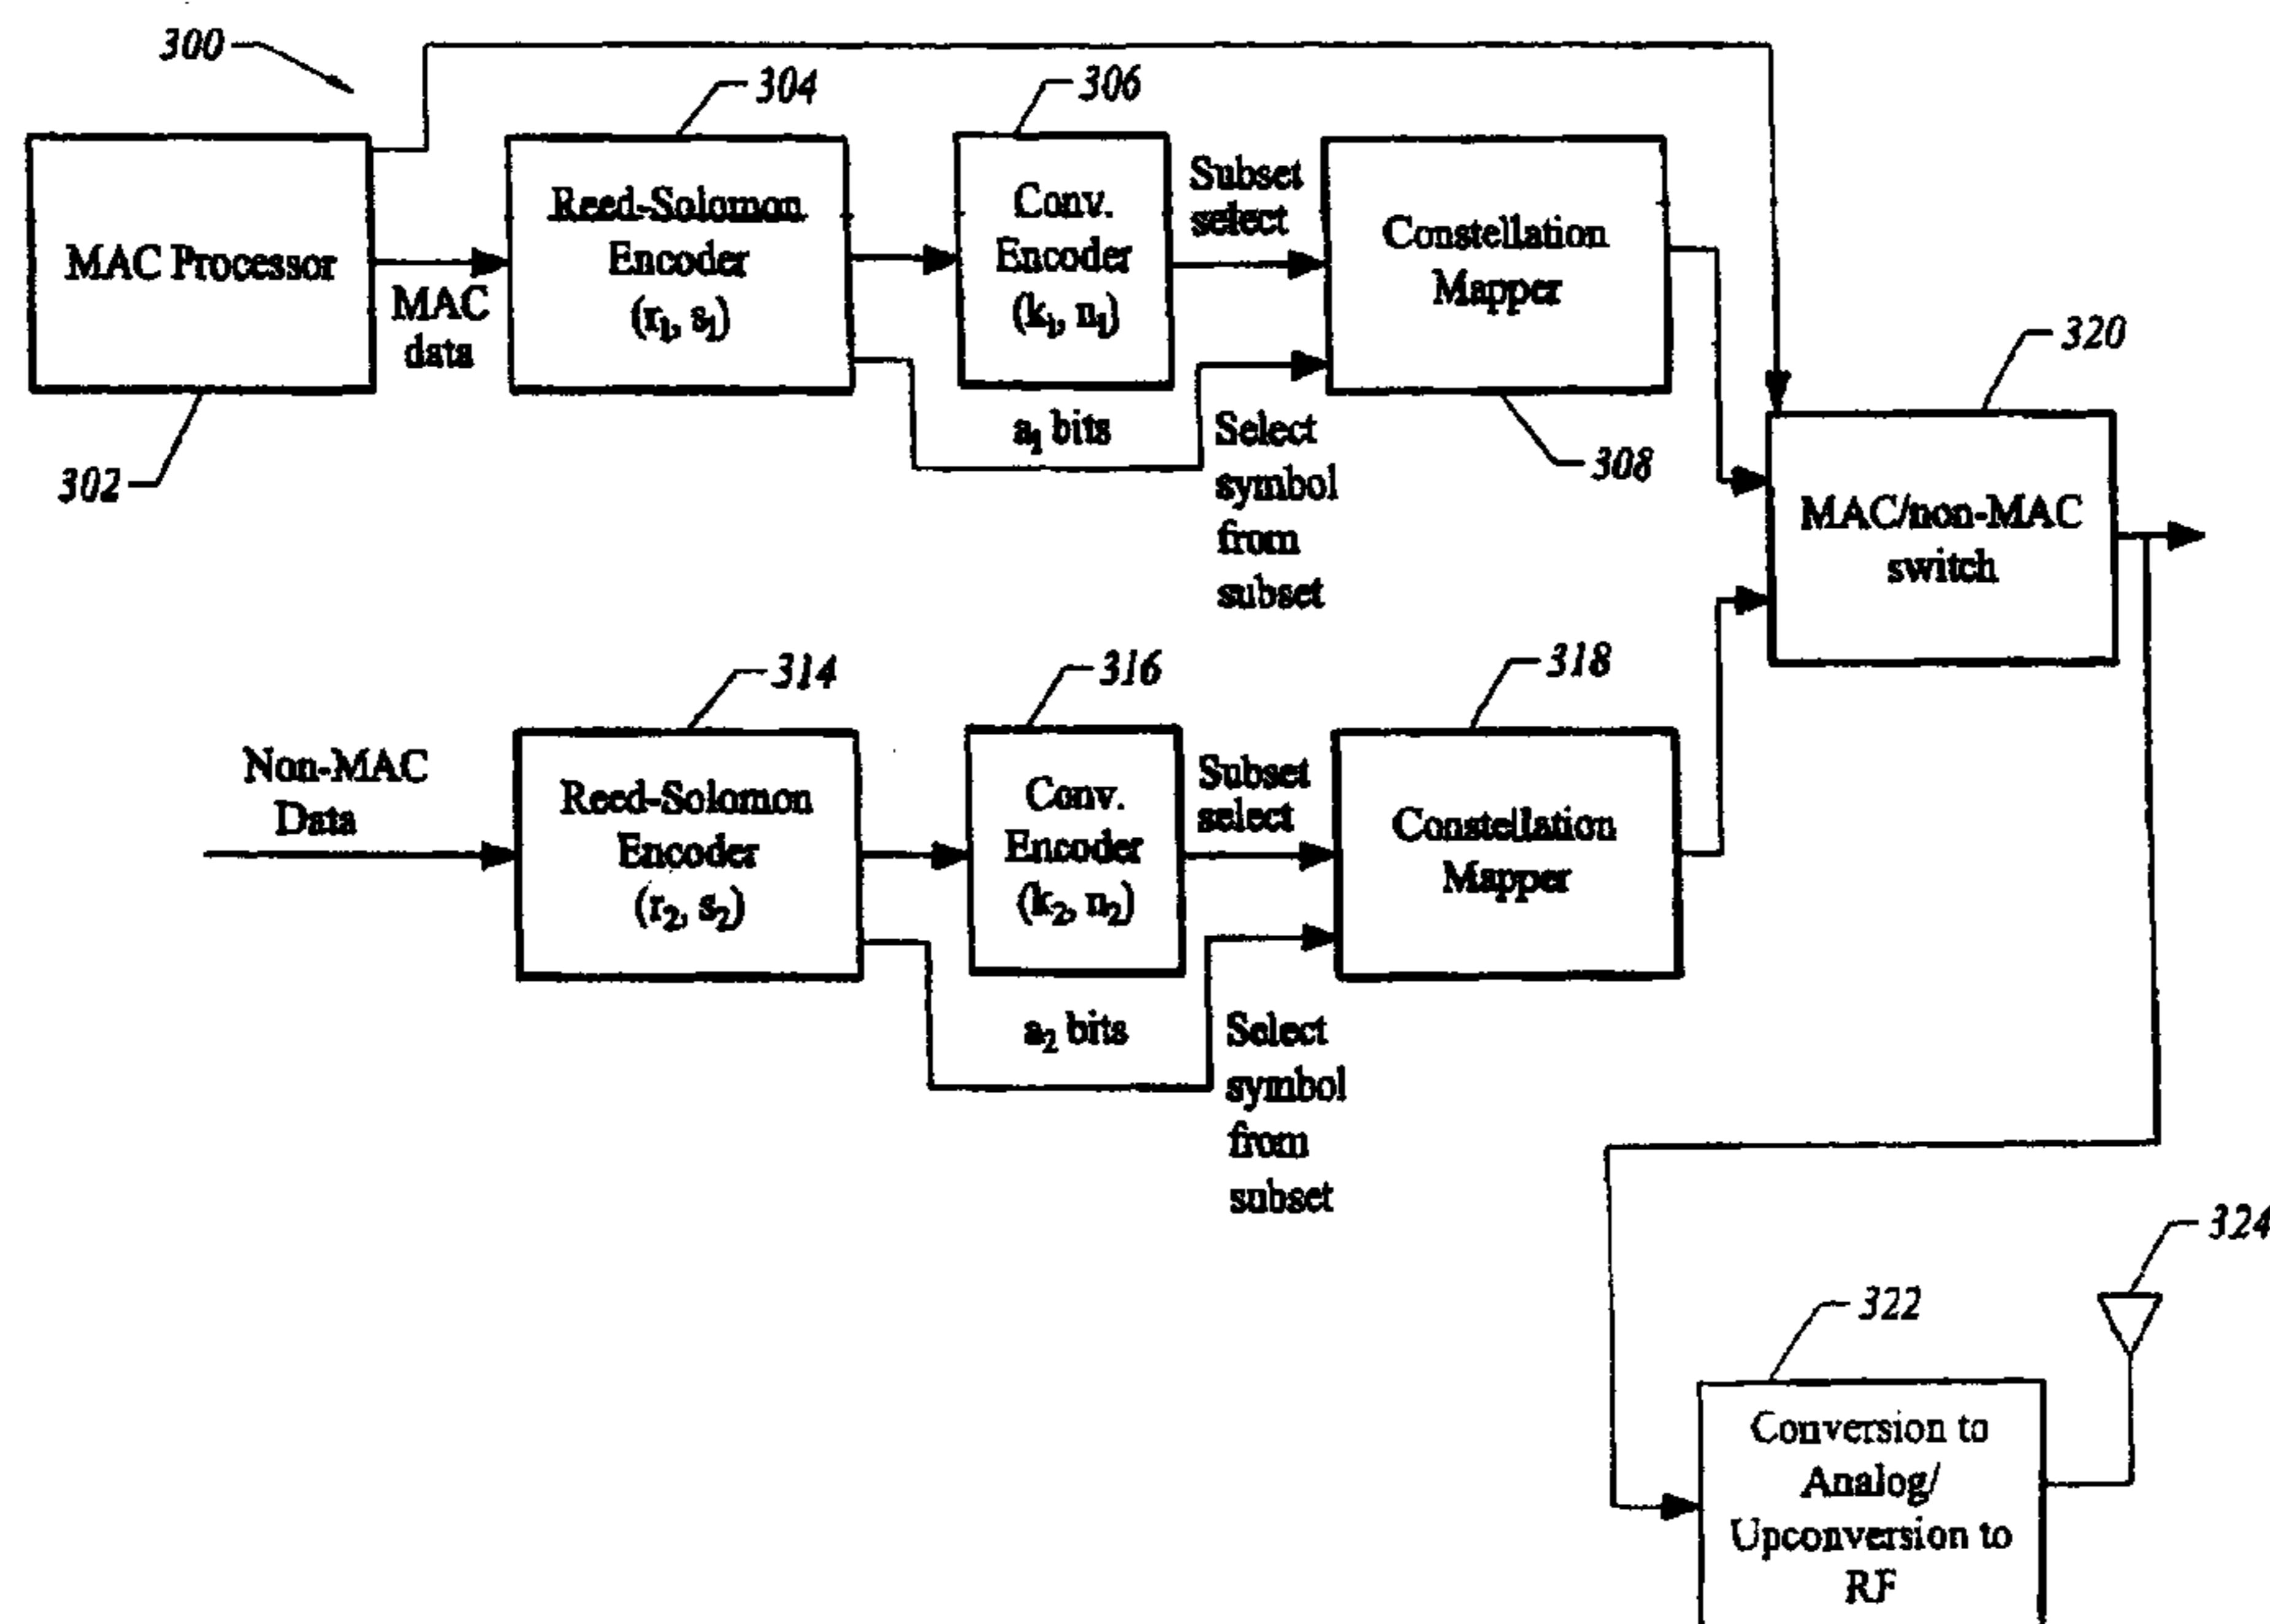 300
304
306
MAC Processor
302
MAC
data
Reed-Solomon
Encoder
(r₁, s₁)
Conv.
Encoder
(k₁, n₁)
Subset
select
a₁ bits
Select
symbol
from
subset
Constellation
Mapper
308
320
MAC/non-MAC
switch
314
316
318
Non-MAC
Data
Reed-Solomon
Encoder
(r₂, s₂)
Conv.
Encoder
(k₂, n₂)
Subset
select
a₂ bits
Select
symbol
from
subset
Constellation
Mapper
324
322
Conversion to
Analog/
Upconversion to
RF